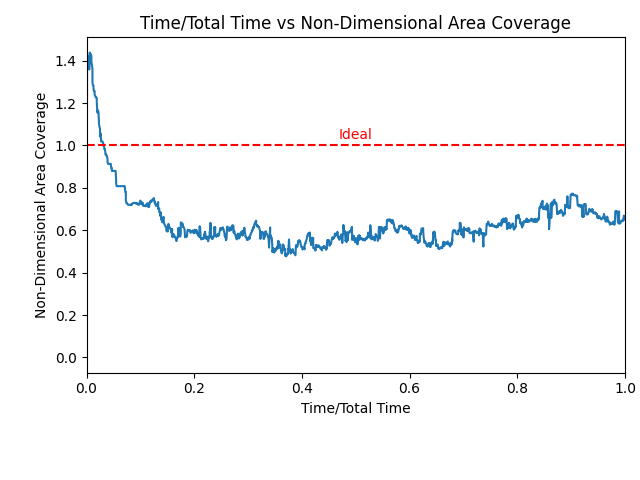 Time/Total Time vs Non-Dimensional Area Coverage
Non-Dimensional Area Coverage
1.4
1.2
1.0
0.8
0.6
0.4
0.2
0.0
Ideal
0.0 0.2 0.4 0.6 0.8 1.0
Time/Total Time